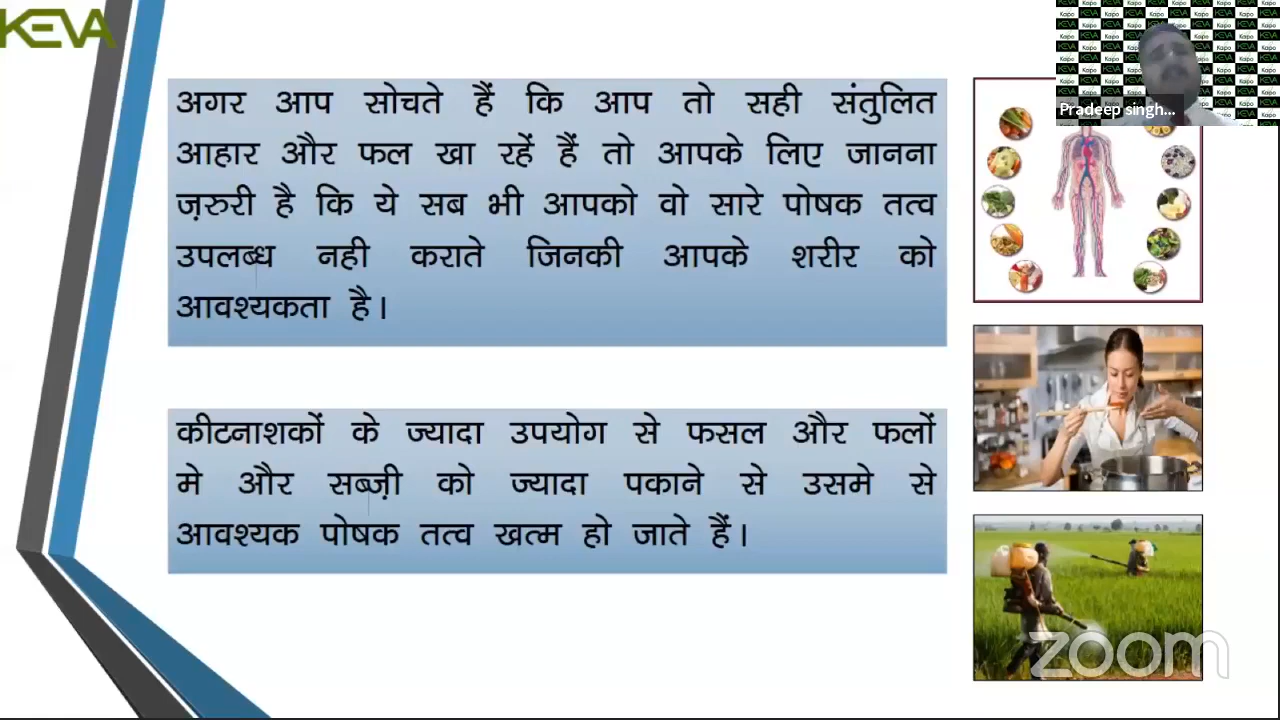 KEVA
अगर आप सोचते हैं कि आप तो सही संतुलित
आहार और फल खा रहें हैं तो आपके लिए जानना
ज़रुरी है कि ये सब भी आपको वो सारे पोषक तत्व
उपलब्ध नही कराते जिनकी आपके शरीर को
आवश्यकता है।
कीटनाशकों के ज्यादा उपयोग से फसल और फलों
मे और सब्ज़ी को ज्यादा पकाने से उसमे से
आवश्यक पोषक तत्व खत्म हो जाते हैं।
Pradeep singh...
zoom